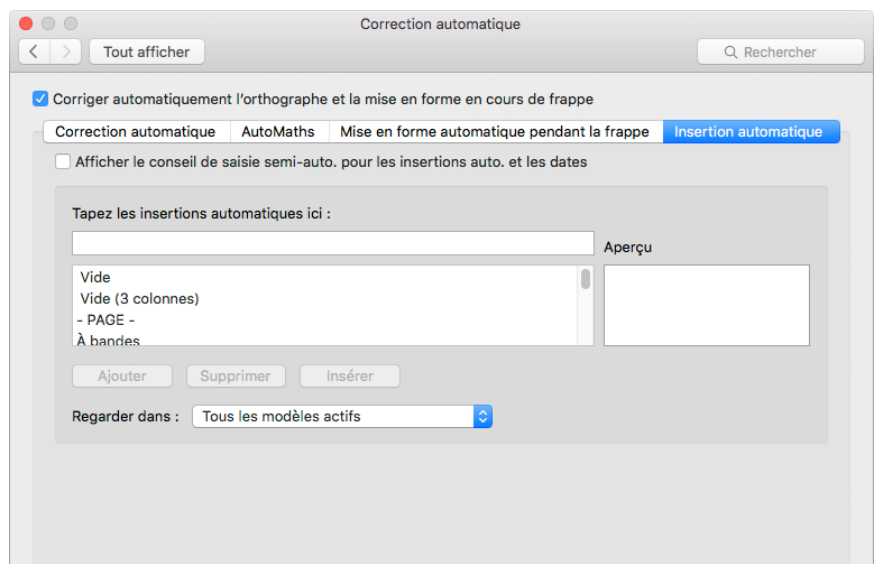 Correction automatique
Tout afficher
Rechercher
Corriger automatiquement l'orthographe et la mise en forme en cours de frappe
Correction automatique AutoMaths Mise en forme automatique pendant la frappe Insertion automatique
Afficher le conseil de saisie semi-auto. pour les insertions auto. et les dates
Tapez les insertions automatiques ici :
Aperçu
Vide
Vide (3 colonnes)
- PAGE -
À bandes
Ajouter Supprimer Insérer
Regarder dans : Tous les modèles actifs